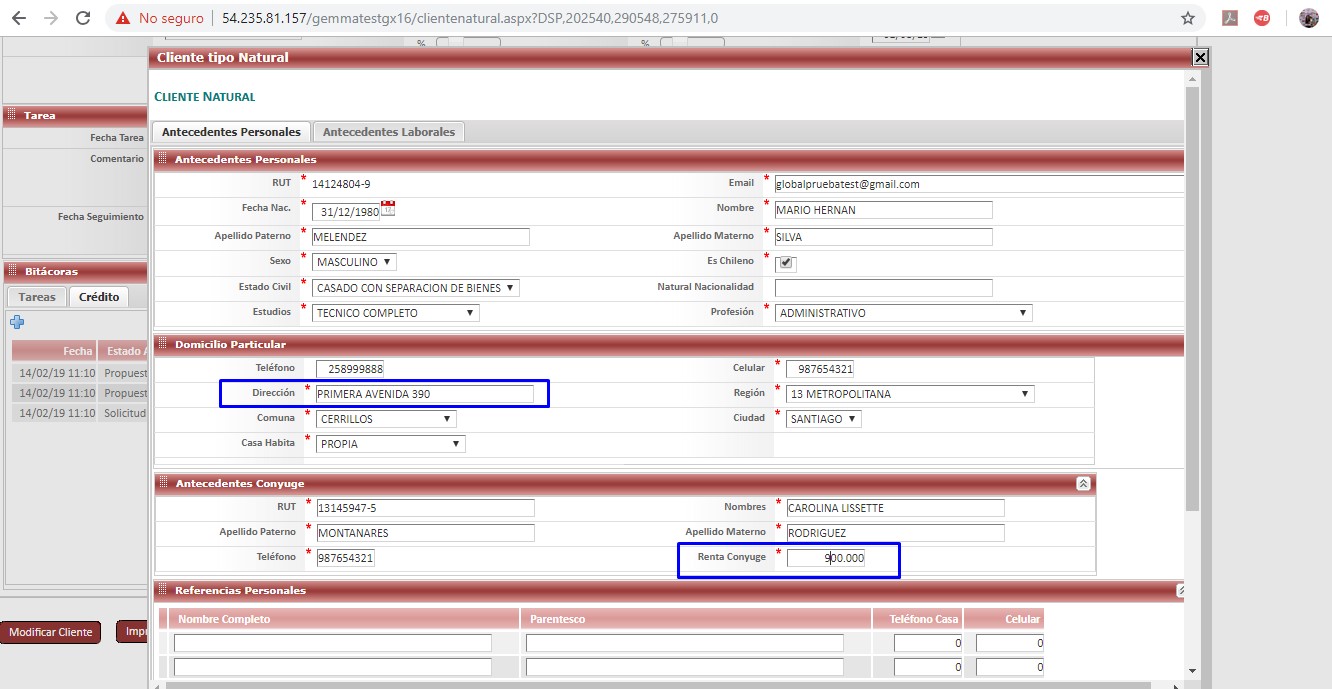 No seguro | 54.235.81.157/gemmatestgx16/clientenatural.aspx?DSP,202540,290548,275911,0
% %
Cliente tipo Natural
CLIENTE NATURAL
Antecedentes Personales Antecedentes Laborales
Antecedentes Personales
RUT * 14124804-9 Email * globalpruebatest@gmail.com
Fecha Nac. * 31/12/1980 Nombre * MARIO HERNAN
Apellido Paterno * MELENDEZ Apellido Materno * SILVA
Sexo * MASCULINO Es Chileno *
Estado Civil * CASADO CON SEPARACION DE BIENES Natural Nacionalidad
Estudios * TECNICO COMPLETO Profesión * ADMINISTRATIVO
Domicilio Particular
Teléfono 258999888 Celular * 987654321
Dirección * PRIMERA AVENIDA 390 Región * 13 METROPOLITANA
Comuna * CERRILLOS Ciudad * SANTIAGO
Casa Habita * PROPIA
Antecedentes Conyuge
RUT * 13145947-5 Nombres * CAROLINA LISSETTE
Apellido Paterno * MONTANARES Apellido Materno * RODRIGUEZ
Teléfono * 987654321 Renta Conyuge * 900.000
Referencias Personales
Nombre Completo Parentesco Teléfono Casa Celular
0 0
0 0
Tarea
Fecha Tarea
Comentario
Fecha Seguimiento
Bitácoras
Tareas Crédito
Fecha Estado A
14/02/19 11:10 Propuest
14/02/19 11:10 Propuest
14/02/19 11:10 Solicitud
Modificar Cliente Impr